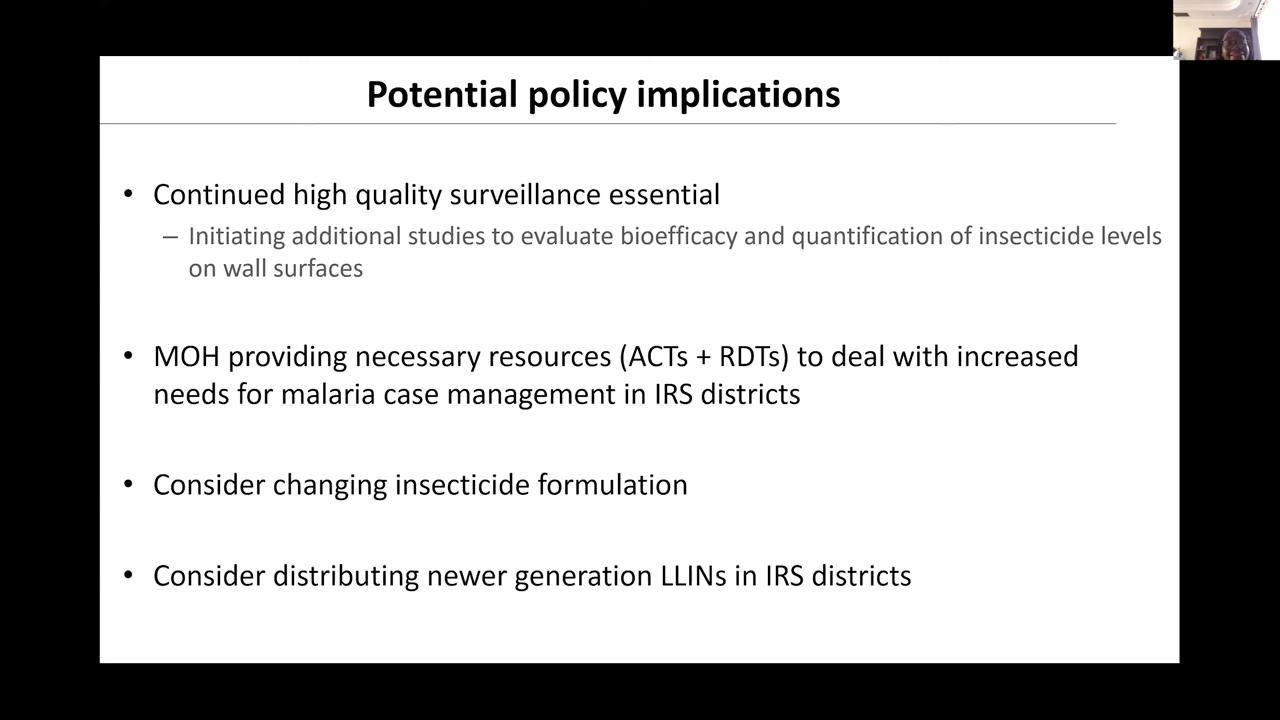 Potential policy implications
• Continued high quality surveillance essential
– Initiating additional studies to evaluate bioefficacy and quantification of insecticide levels
on wall surfaces
• MOH providing necessary resources (ACTs + RDTs) to deal with increased
needs for malaria case management in IRS districts
• Consider changing insecticide formulation
• Consider distributing newer generation LLINs in IRS districts